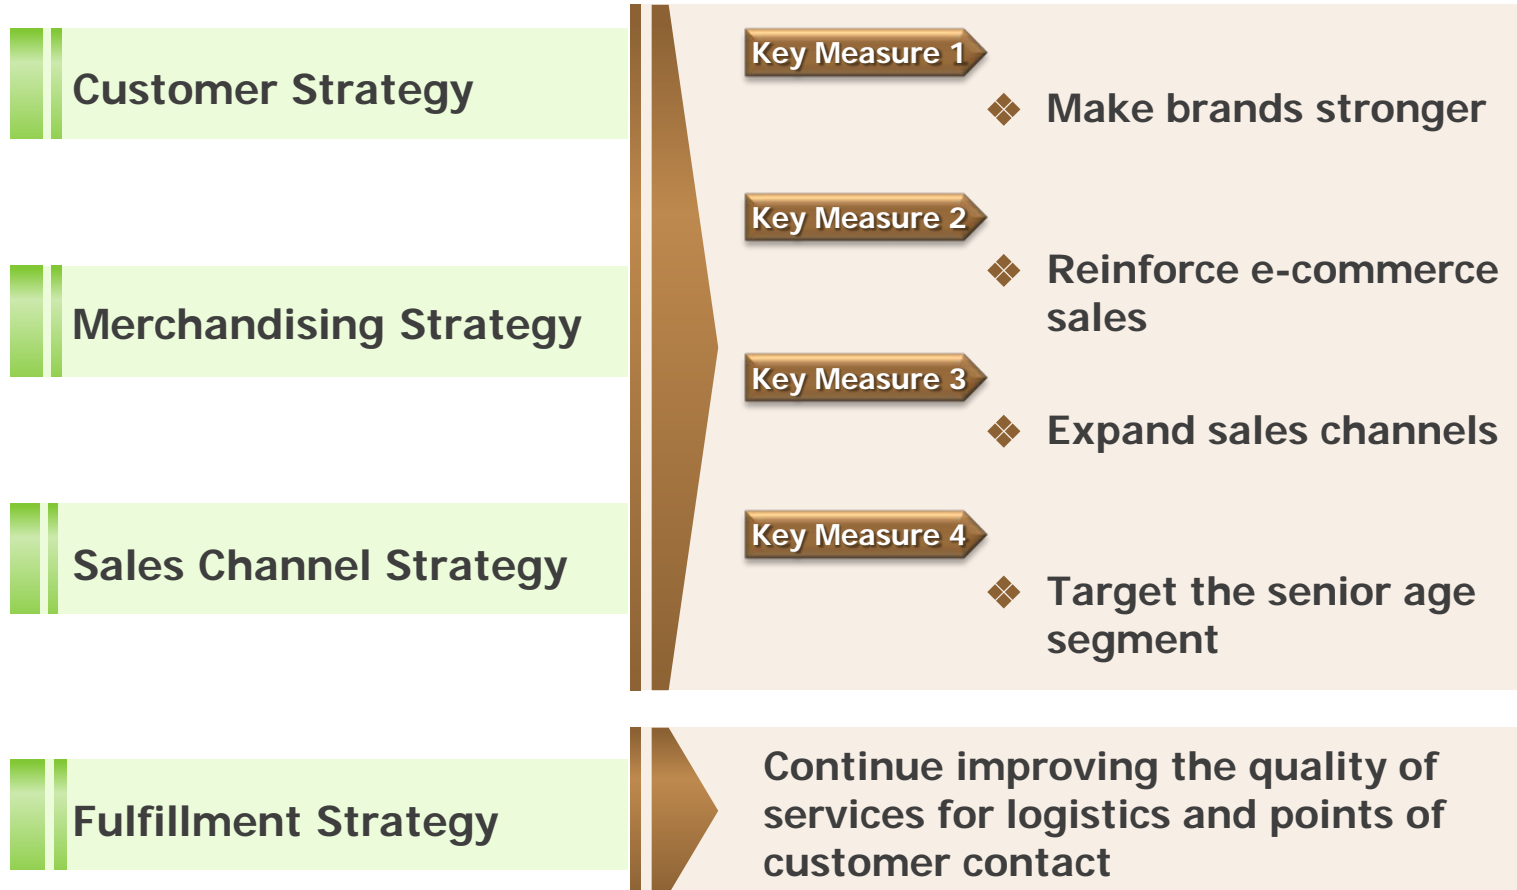 Customer Strategy
Merchandising Strategy
Sales Channel Strategy
Key Measure 1
Make brands stronger
Key Measure 2
Reinforce e-commerce
sales
Key Measure 3
Expand sales channels
Key Measure 4
Target the senior age
segment
Fulfillment Strategy
Continue improving the quality of
services for logistics and points of
customer contact